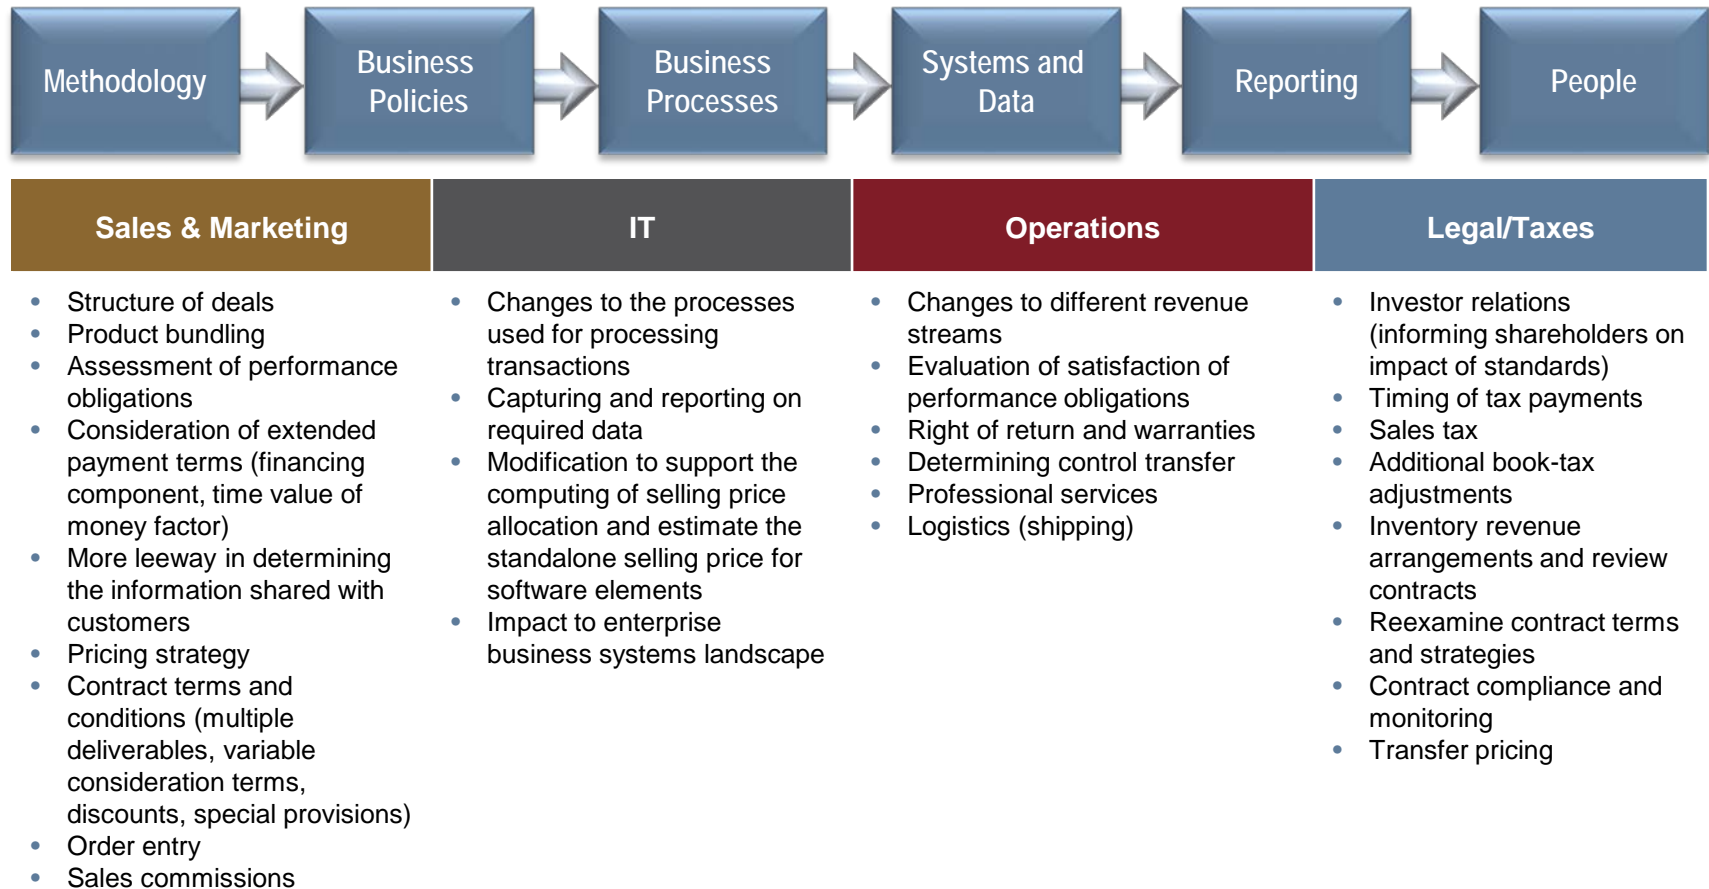 Methodology
Business
Policies
Business
Processes
Systems and
Data
Reporting
People
Sales & Marketing
IT
Operations
Legal/Taxes
• Structure of deals
• Product bundling
• Assessment of performance
obligations
• Consideration of extended
payment terms (financing
component, time value of
money factor)
• More leeway in determining
the information shared with
customers
• Pricing strategy
• Contract terms and
conditions (multiple
deliverables, variable
consideration terms,
discounts, special provisions)
• Order entry
• Sales commissions
• Changes to the processes
used for processing
transactions
• Capturing and reporting on
required data
• Modification to support the
computing of selling price
allocation and estimate the
standalone selling price for
software elements
• Impact to enterprise
business systems landscape
• Changes to different revenue
streams
• Evaluation of satisfaction of
performance obligations
• Right of return and warranties
• Determining control transfer
• Professional services
• Logistics (shipping)
• Investor relations
(informing shareholders on
impact of standards)
• Timing of tax payments
• Sales tax
• Additional book-tax
adjustments
• Inventory revenue
arrangements and review
contracts
• Reexamine contract terms
and strategies
• Contract compliance and
monitoring
• Transfer pricing